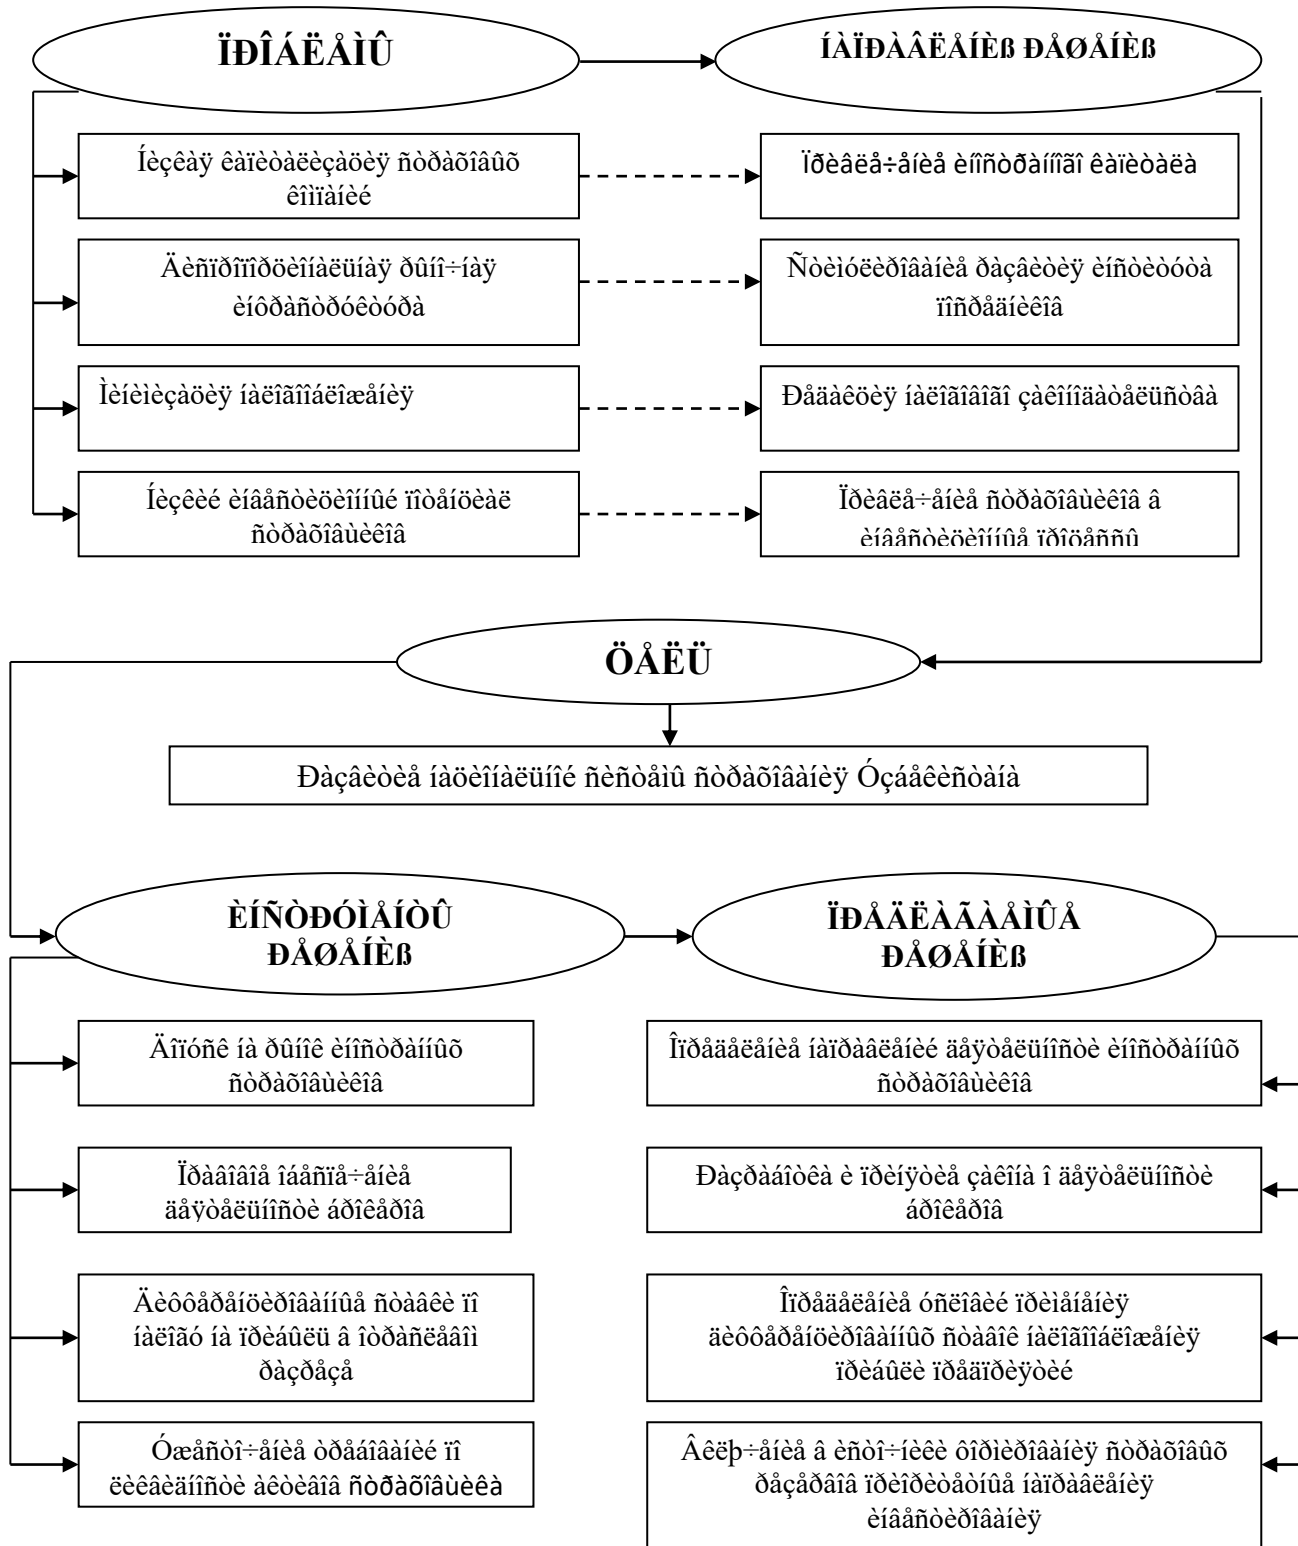 ÏÐÎÁËÅÌÛ
ÍÀÏÐÀÂËÅÍÈß ÐÅØÅÍÈß
Íèçêàÿ êàïèòàëèçàöèÿ ñòðàõîâûõ
êîìïàíèé
Ïðèâëå÷åíèå èíîñòðàííîãî êàïèòàëà
Äèñïðîïîðöèîíàëüíàÿ ðûíî÷íàÿ
èíôðàñòðóêòóðà
Ñòèìóëèðîâàíèå ðàçâèòèÿ èíñòèòóòà
ïîñðåäíèêîâ
Ìèíèìèçàöèÿ íàëîãîîáëîæåíèÿ
Ðåäàêöèÿ íàëîãîâîãî çàêîíîäàòåëüñòâà
Íèçêèé èíâåñòèöèîííûé ïîòåíöèàë
ñòðàõîâùèêîâ
Ïðèâëå÷åíèå ñòðàõîâùèêîâ â
èíâåñòèöèîííûå ïðîöåññû
ÖÅËÜ
Ðàçâèòèå íàöèîíàëüíîé ñèñòåìû ñòðàõîâàíèÿ Óçáåêèñòàíà
ÈÍÑÒÐÓÌÅÍÒÛ
ÐÅØÅÍÈß
ÏÐÅÄËÀÃÀÅÌÛÅ
ÐÅØÅÍÈß
Äîïóñê íà ðûíîê èíîñòðàííûõ
ñòðàõîâùèêîâ
Îïðåäåëåíèå íàïðàâëåíèé äåÿòåëüíîñòè èíîñòðàííûõ
ñòðàõîâùèêîâ
Ïðàâîâîå îáåñïå÷åíèå
äåÿòåëüíîñòè áðîêåðîâ
Ðàçðàáîòêà è ïðèíÿòèå çàêîíà î äåÿòåëüíîñòè
áðîêåðîâ
Äèôôåðåíöèðîâàííûå ñòàâêè ïî
íàëîãó íà ïðèáûëü â îòðàñëåâîì
ðàçðåçå
Îïðåäåëåíèå óñëîâèé ïðèìåíåíèÿ
äèôôåðåíöèðîâàííûõ ñòàâîê íàëîãîîáëîæåíèÿ
ïðèáûëè ïðåäïðèÿòèé
Óæåñòî÷åíèå òðåáîâàíèé ïî
ëèêâèäíîñòè àêòèâîâ ñòðàõîâùèêà
Âêëþ÷åíèå â èñòî÷íèêè ôîðìèðîâàíèÿ ñòðàõîâûõ
ðåçåðâîâ ïðèîðèòåòíûå íàïðàâëåíèÿ
èíâåñòèðîâàíèÿ